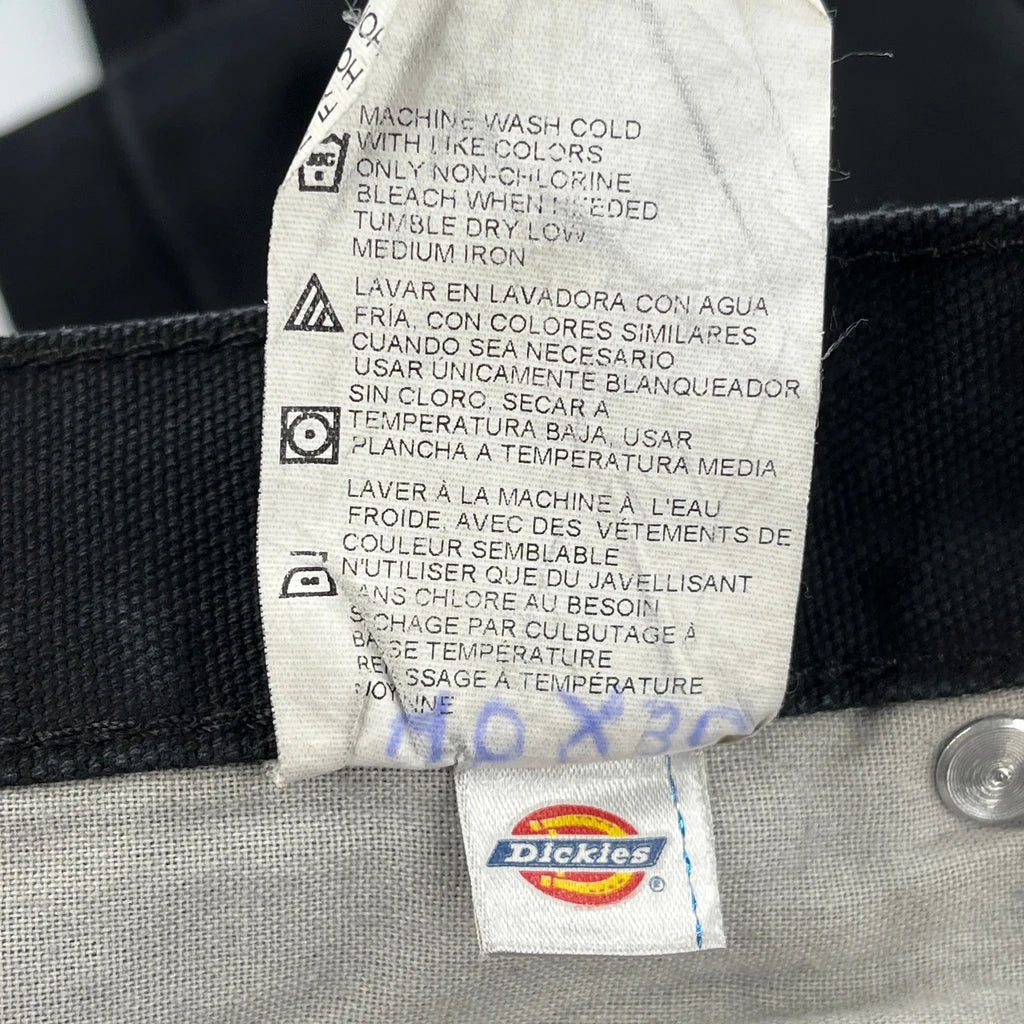 MACHINE WASH COLD
WITH LIKE COLORS
ONLY NON-CHLORINE
BLEACH WHEN NEEDED
TUMBLE DRY LOW
MEDIUM IRON
LAVAR EN LAVADORA CON AGUA
FRÍA, CON COLORES SIMILARES
CUANDO SEA NECESARIO
USAR ÚNICAMENTE BLANQUEADOR
SIN CLORO, SECAR A
TEMPERATURA BAJA, USAR
PLANCHA A TEMPERATURA MEDIA
LAVER À LA MACHINE À L'EAU
FROIDE, AVEC DES VÉTEMENTS DE
COULEUR SEMBLABLE
N'UTILISER QUE DU JAVELLISANT
SANS CHLORE AU BESOIN
SÉCHAGE PAR CULBUTAGE À
BASSE TEMPÉRATURE
REPASSAGE À TEMPÉRATURE
MOYENNE
40X30
Dickies®